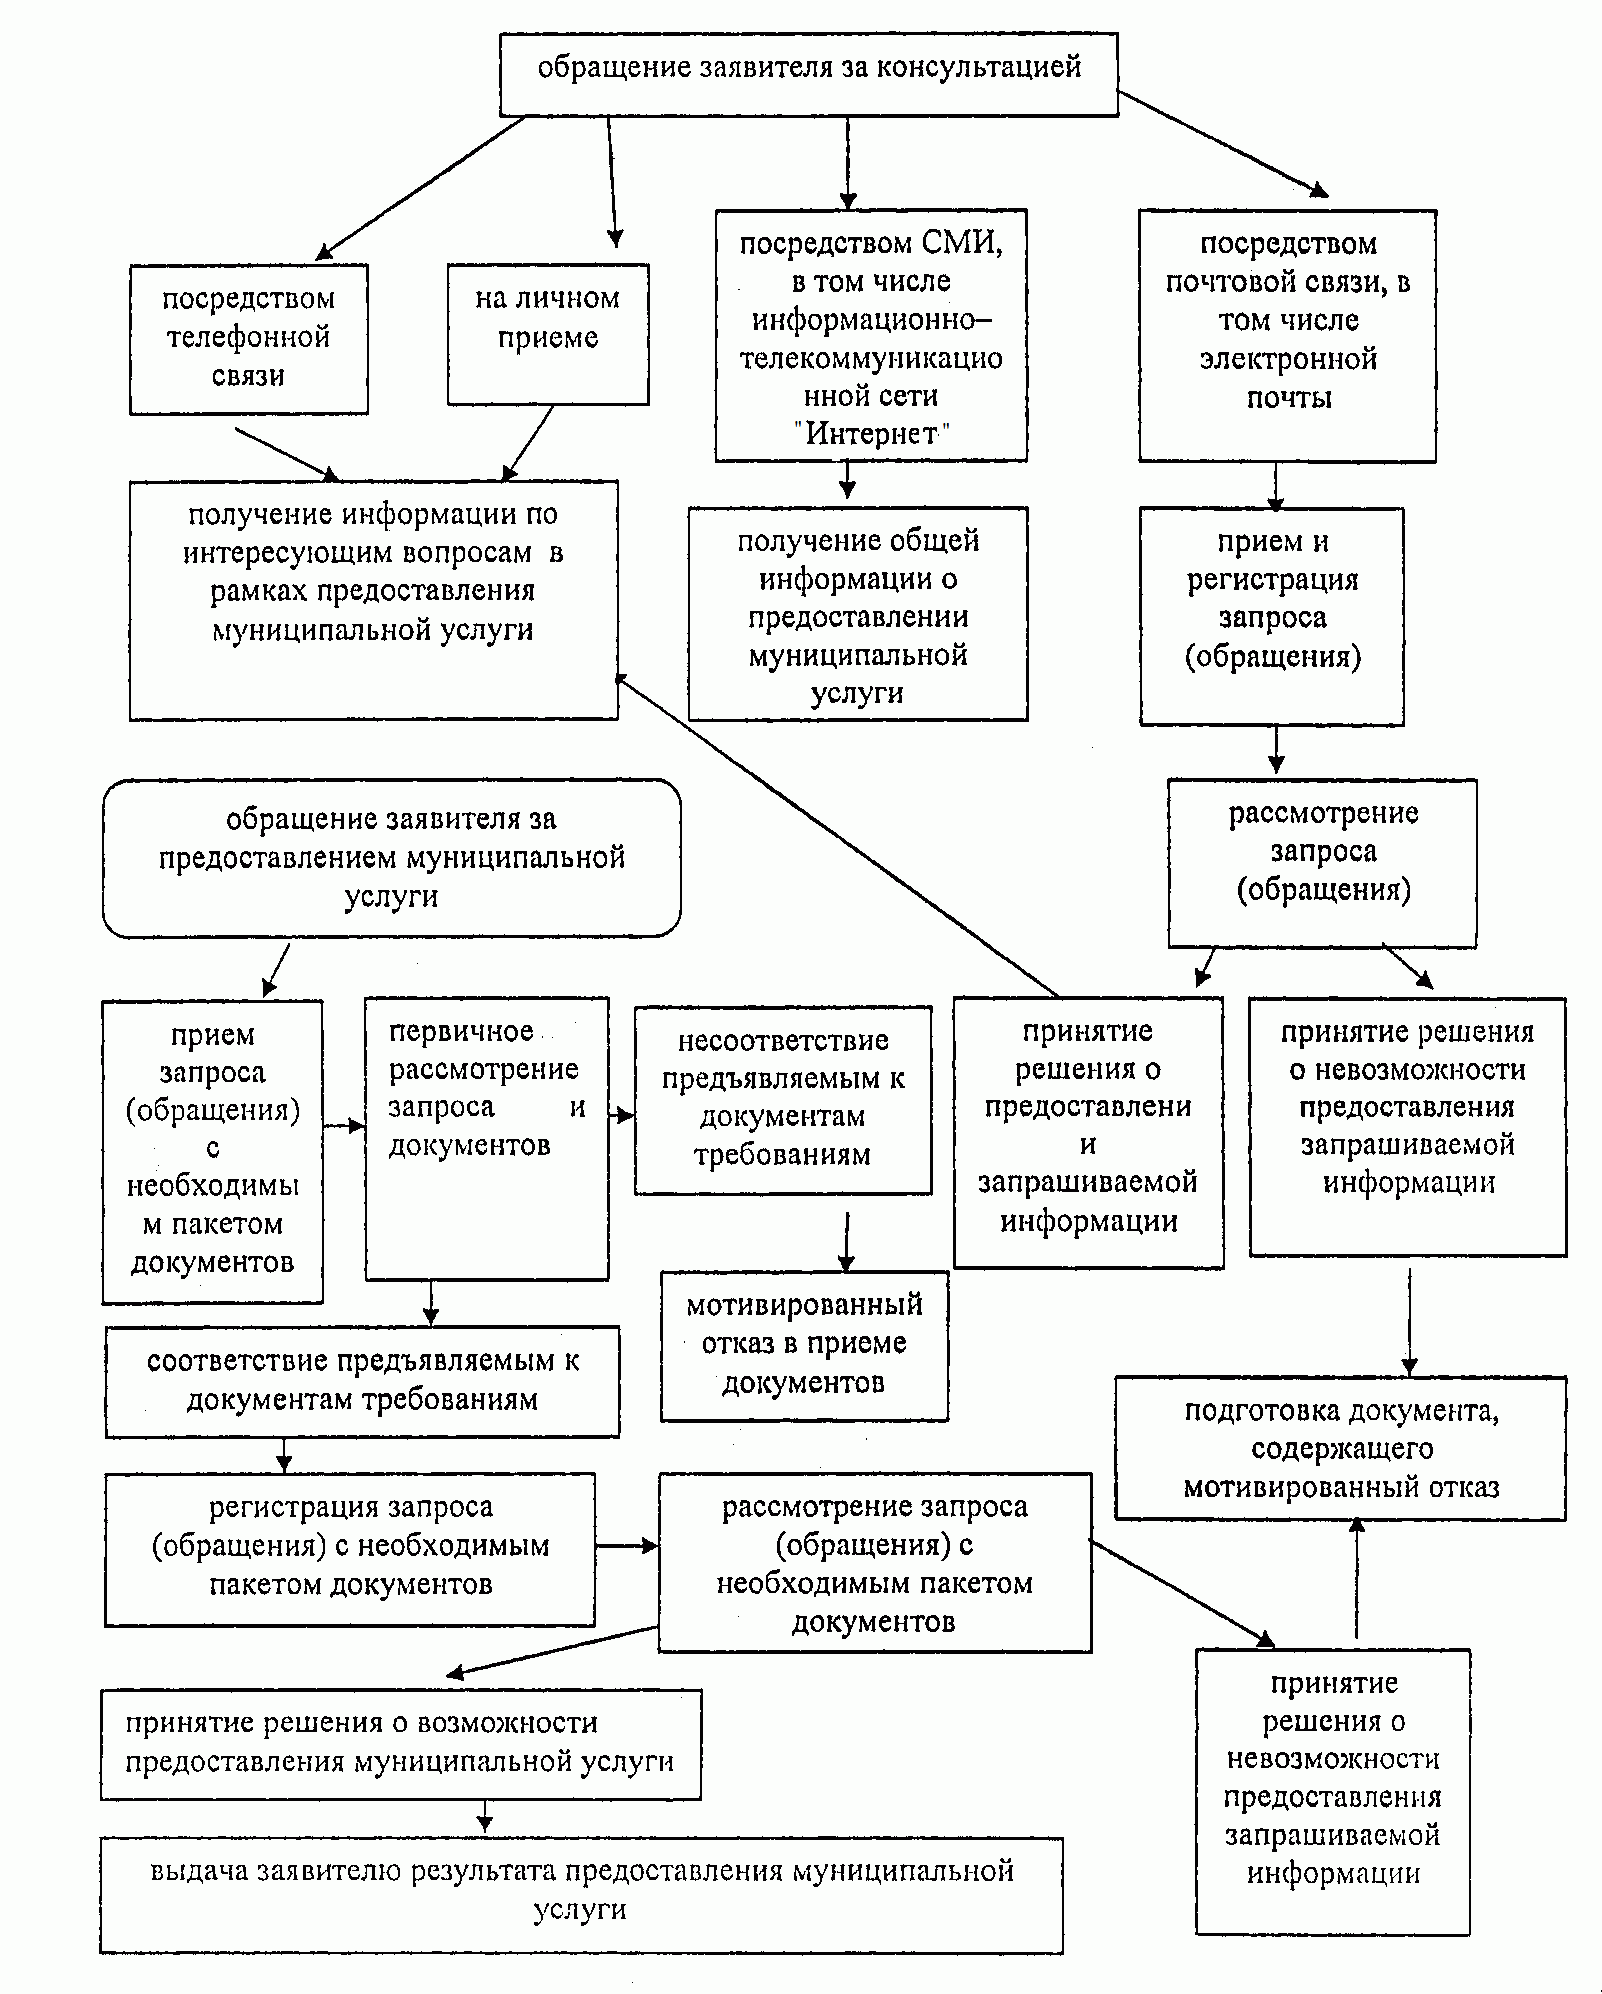 обращение заявителя за консультацией
посредством
телефонной
связи
на личном
приеме
посредством СМИ,
в том числе
информационно–
телекоммуникацио
нной сети
"Интернет"
посредством
почтовой связи, в
том числе
электронной
почты
получение информации по
интересующим вопросам в
рамках предоставления
муниципальной услуги
получение общей
информации о
предоставлении
муниципальной
услуги
прием и
регистрация
запроса
(обращения)
рассмотрение
запроса
(обращения)
обращение заявителя за
предоставлением муниципальной
услуги
прием
запроса
(обращения)
с
необходимы
м пакетом
документов
первичное
рассмотрение
запроса и
документов
несоответствие
предъявляемым к
документам
требованиям
принятие
решения о
предоставлени
и
запрашиваемой
информации
принятие решения
о невозможности
предоставления
запрашиваемой
информации
мотивированный
отказ в приеме
документов
соответствие предъявляемым к
документам требованиям
подготовка документа,
содержащего
мотивированный отказ
регистрация запроса
(обращения) с необходимым
пакетом документов
рассмотрение запроса
(обращения) с
необходимым пакетом
документов
принятие
решения о
невозможности
предоставления
запрашиваемой
информации
принятие решения о возможности
предоставления муниципальной услуги
выдача заявителю результата предоставления муниципальной
услуги